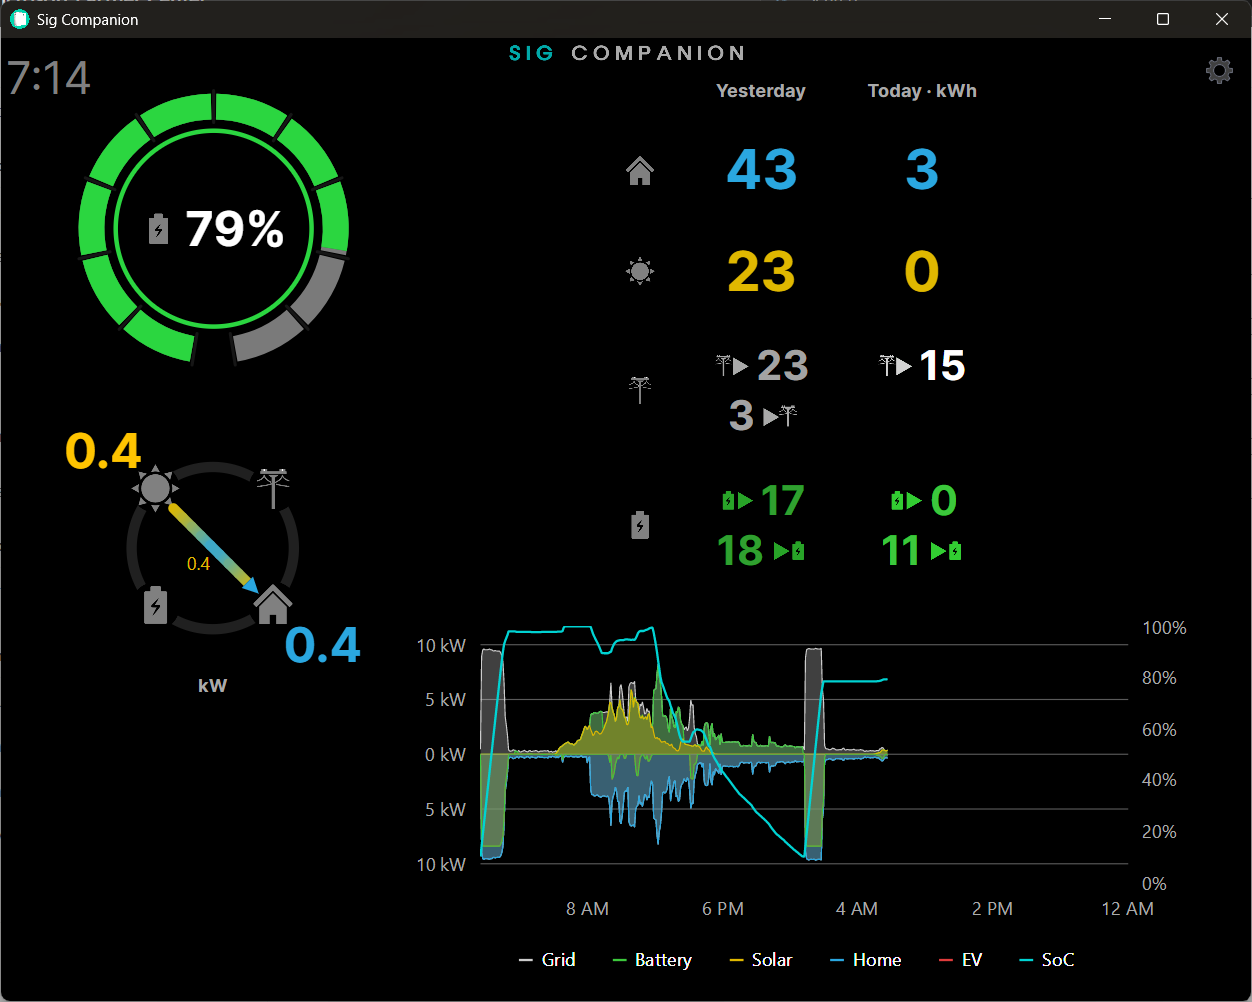 Sig Companion
SIG COMPANION
7:14
Yesterday Today · kWh
79%
43 3
23 0
23 15
3
17 0
18 11
0.4
0.4
0.4
kW
10 kW
5 kW
0 kW
5 kW
10 kW
100%
80%
60%
40%
20%
0%
8 AM 6 PM 4 AM 2 PM 12 AM
Grid Battery Solar Home EV SoC